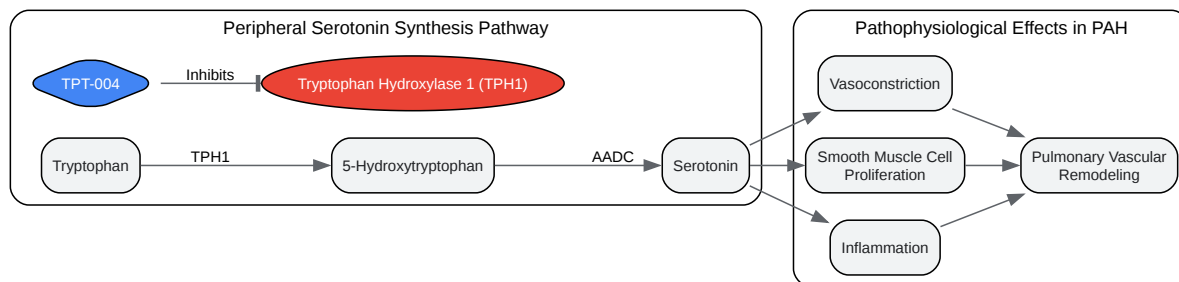 Peripheral Serotonin Synthesis Pathway
TPT-004
Inhibits
Tryptophan Hydroxylase 1 (TPH1)
Tryptophan
TPH1
5-Hydroxytryptophan
AADC
Serotonin
Pathophysiological Effects in PAH
Vasoconstriction
Smooth Muscle Cell
Proliferation
Inflammation
Pulmonary Vascular
Remodeling